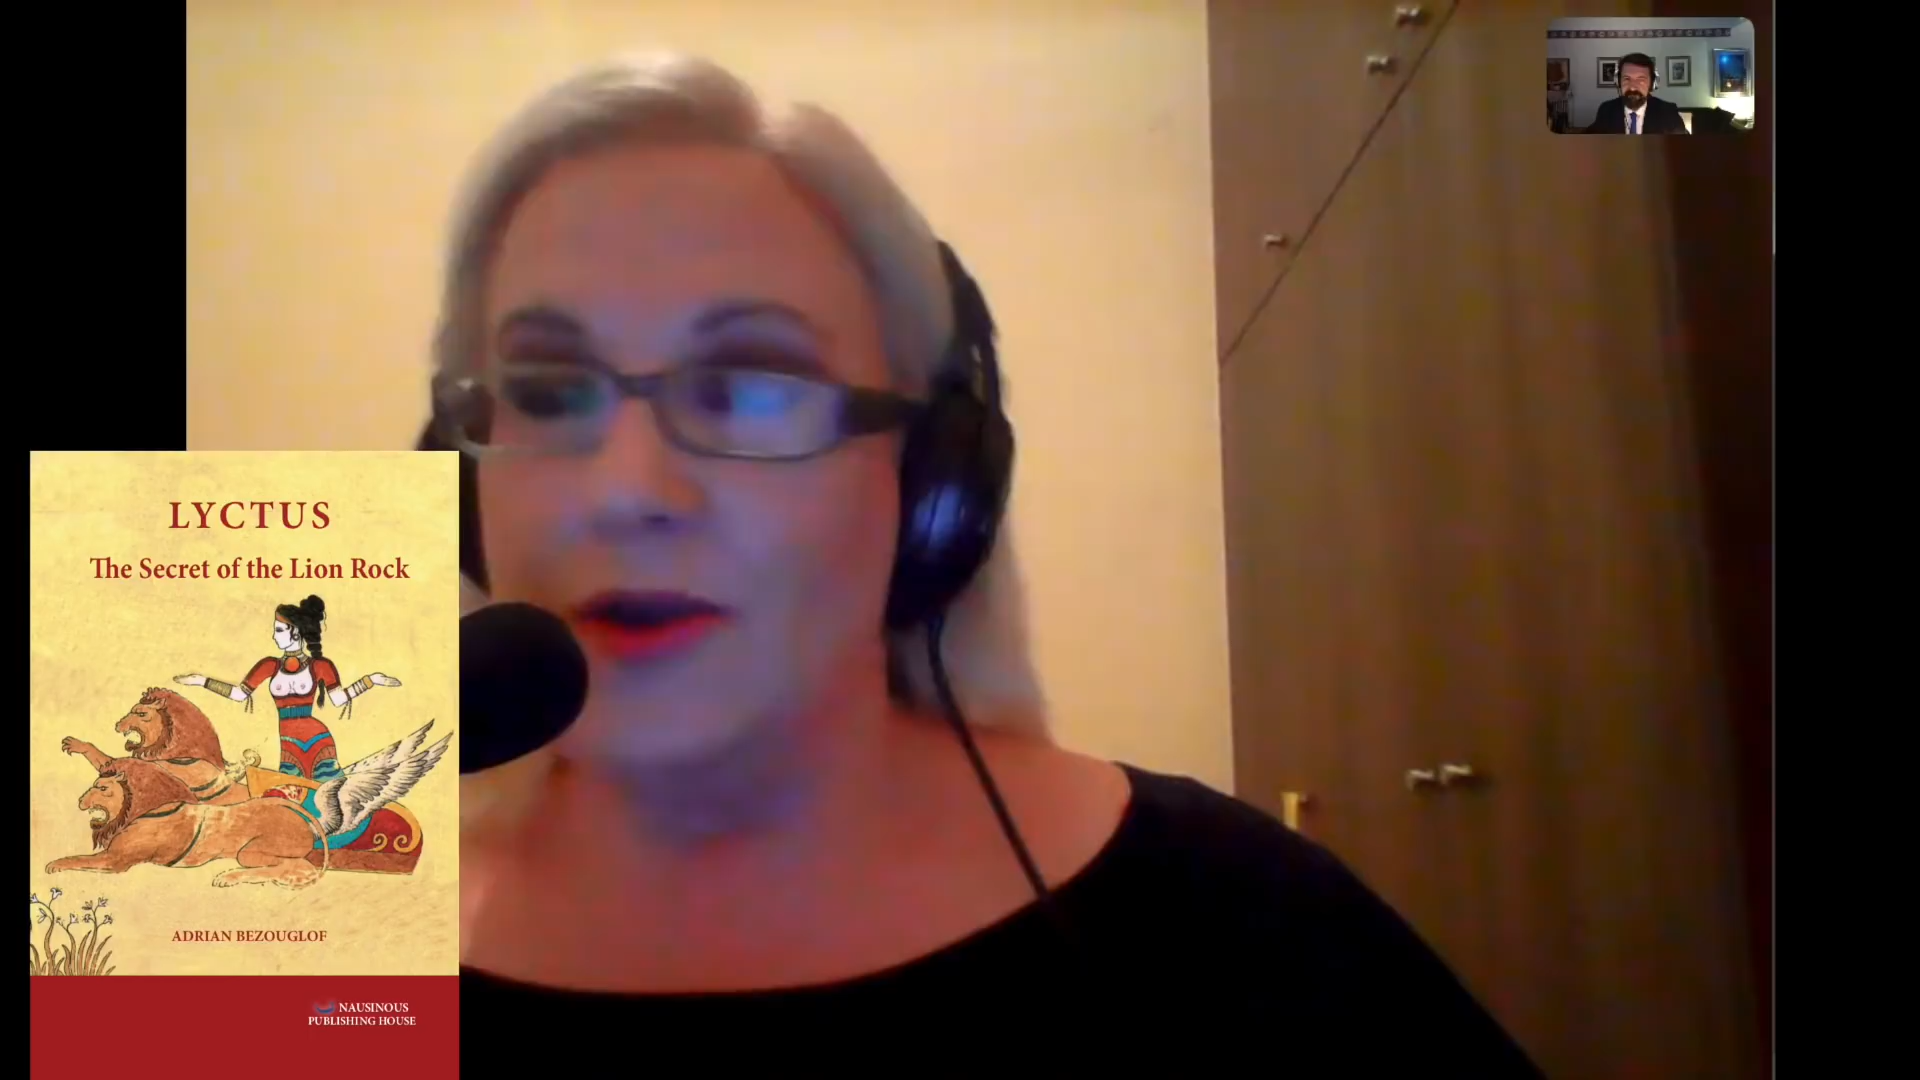 LYCTUS
The Secret of the Lion Rock
ADRIAN BEZOUGLOF
NAUSINOUS
PUBLISHING HOUSE